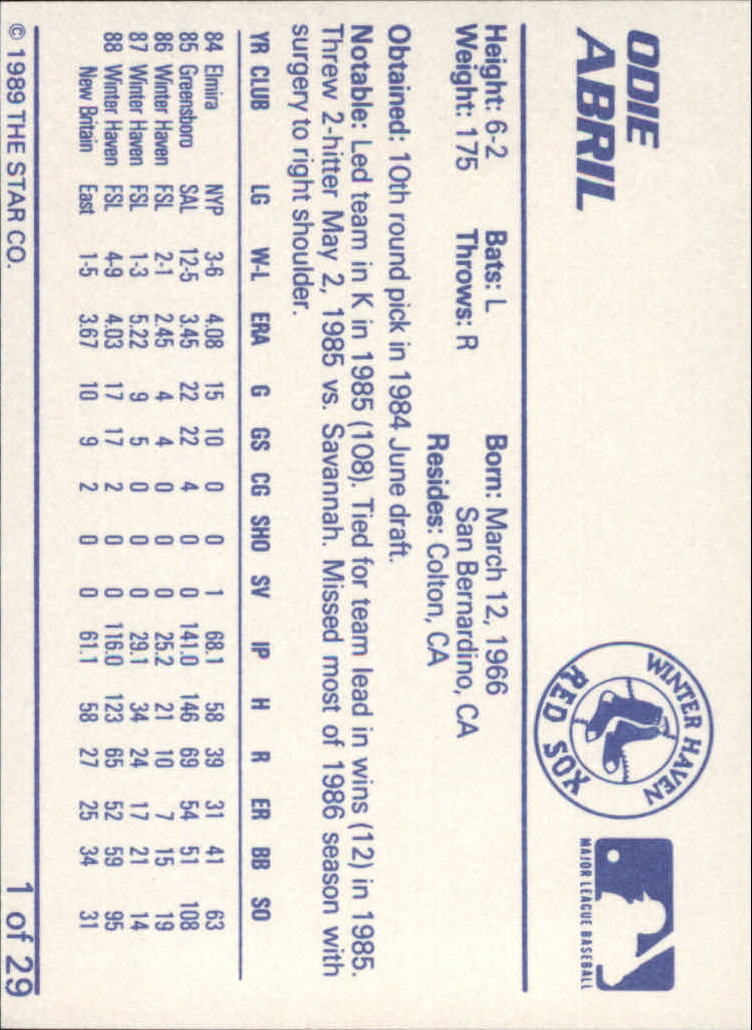 ODIE
ABRIL
WINTER HAVEN
RED SOX
MAJOR LEAGUE BASEBALL
Height: 6-2 Bats: L Born: March 12, 1966
Weight: 175 Throws: R San Bernardino, CA
Resides: Colton, CA
Obtained: 10th round pick in 1984 June draft.
Notable: Led team in K in 1985 (108). Tied for team lead in wins (12) in 1985.
Threw 2-hitter May 2, 1985 vs. Savannah. Missed most of 1986 season with
surgery to right shoulder.
YR CLUB LG W-L ERA G GS CG SHO SV IP H R ER BB SO
84 Elmira NYP 3-6 4.08 15 10 0 0 1 68.1 58 39 31 41 63
85 Greensboro SAL 12-5 3.45 22 22 4 0 0 141.0 146 69 54 51 108
86 Winter Haven FSL 2-1 2.45 4 4 0 0 0 25.2 21 10 7 15 19
87 Winter Haven FSL 1-3 5.22 9 5 0 0 0 29.1 34 24 17 21 14
88 Winter Haven FSL 4-9 4.03 17 17 2 0 0 116.0 123 65 52 59 95
New Britain East 1-5 3.67 10 9 2 0 0 61.1 58 27 25 34 31
© 1989 THE STAR CO. 1 of 29